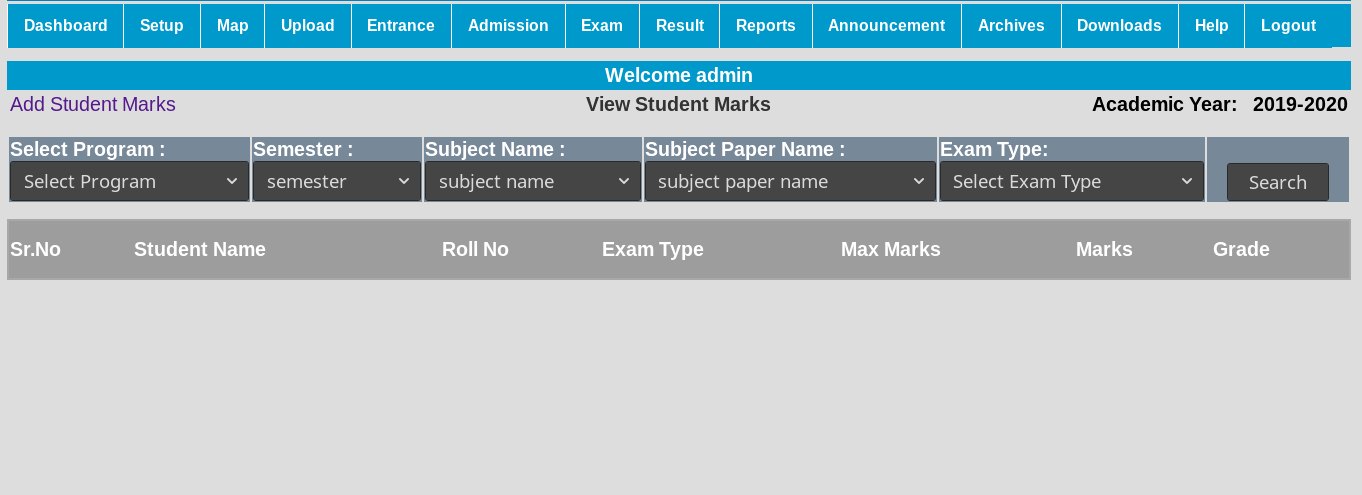 Dashboard Setup Map Upload Entrance Admission Exam Result Reports Announcement Archives Downloads Help Logout
Welcome admin
Add Student Marks View Student Marks Academic Year: 2019-2020
Select Program : Semester : Subject Name : Subject Paper Name : Exam Type:
Select Program semester subject name subject paper name Select Exam Type Search
Sr.No Student Name Roll No Exam Type Max Marks Marks Grade